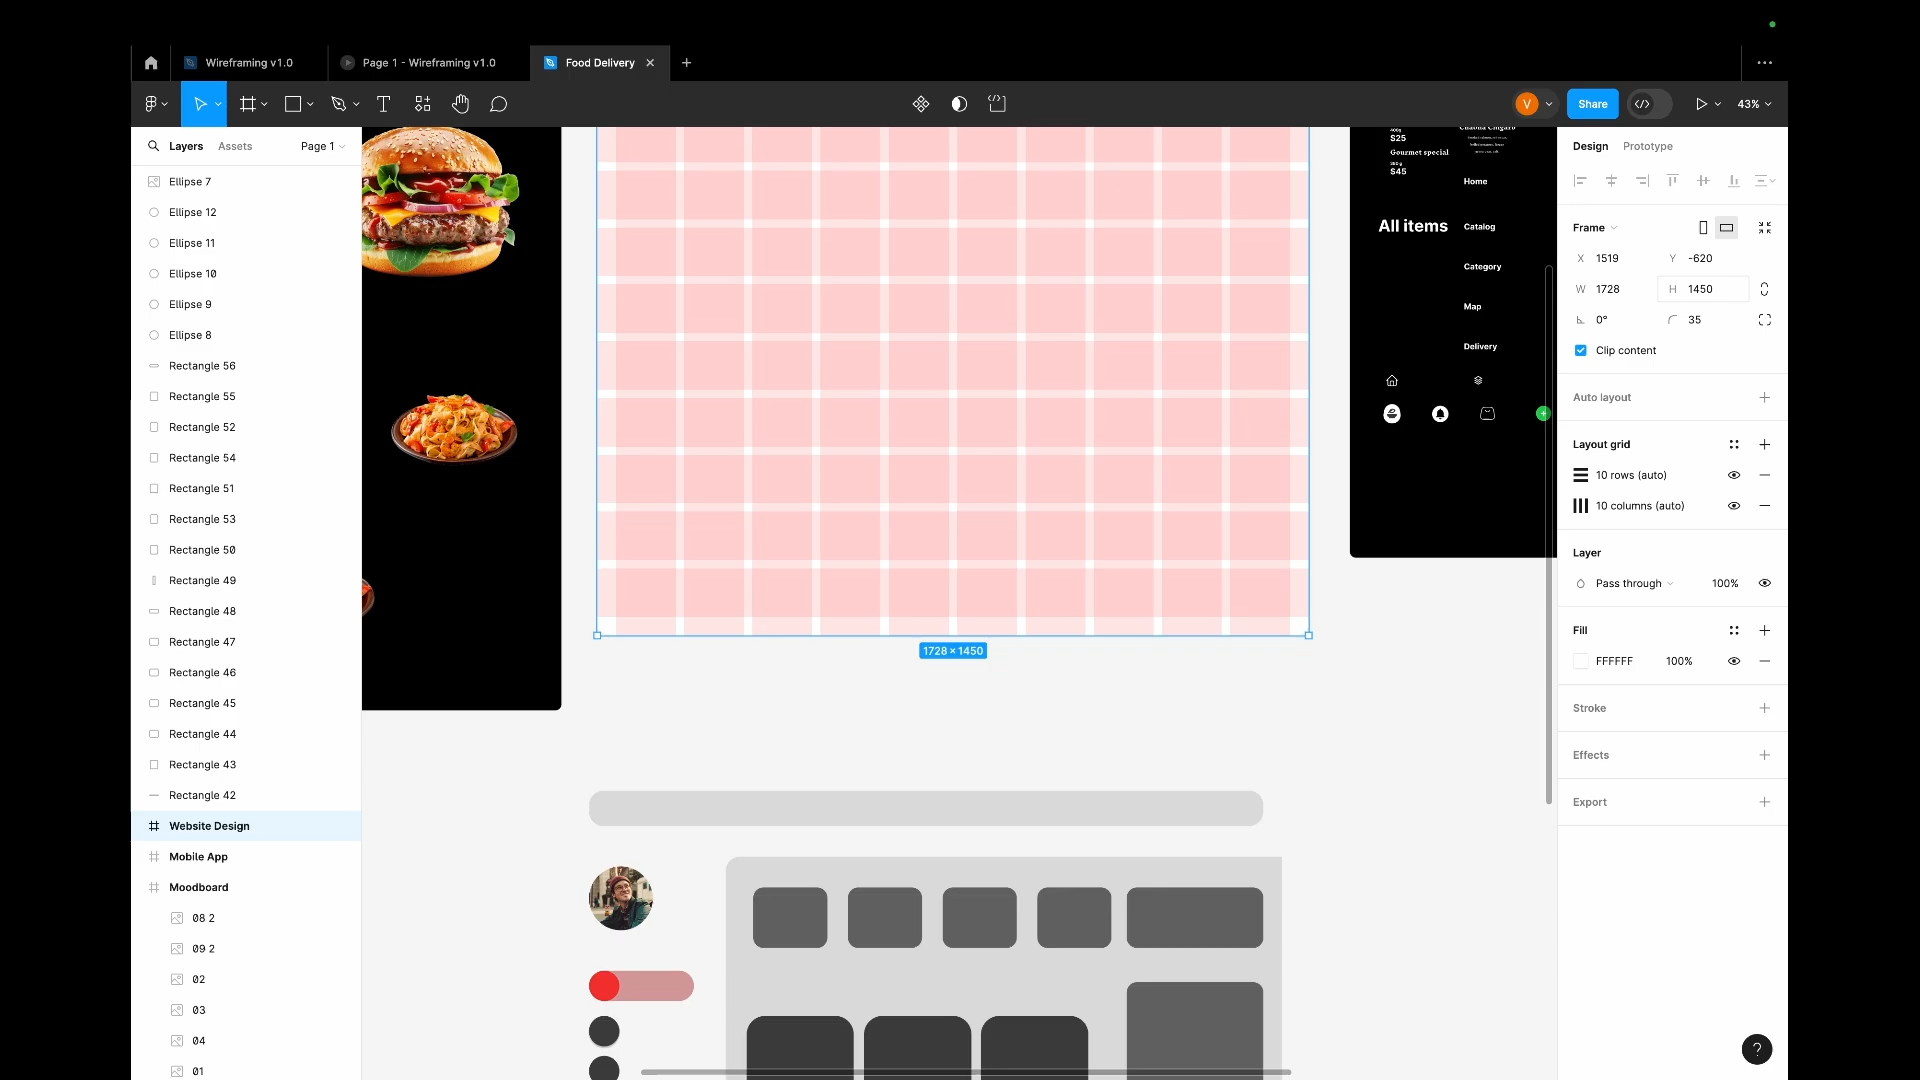 Wireframing v1.0
Page 1 - Wireframing v1.0
Food Delivery
V
Share
43%
Layers
Assets
Page 1
Ellipse 7
Ellipse 12
Ellipse 11
Ellipse 10
Ellipse 9
Ellipse 8
Rectangle 56
Rectangle 55
Rectangle 52
Rectangle 54
Rectangle 51
Rectangle 53
Rectangle 50
Rectangle 49
Rectangle 48
Rectangle 47
Rectangle 46
Rectangle 45
Rectangle 44
Rectangle 43
Rectangle 42
Website Design
Mobile App
Moodboard
08 2
09 2
02
03
04
01
1728 × 1450
$25
Gourmet special
$45
All items
Home
Catalog
Category
Map
Delivery
Design
Prototype
Frame
X 1519
Y -620
W 1728
H 1450
0°
35
Clip content
Auto layout
Layout grid
10 rows (auto)
10 columns (auto)
Layer
Pass through
100%
Fill
FFFFFF
100%
Stroke
Effects
Export
?